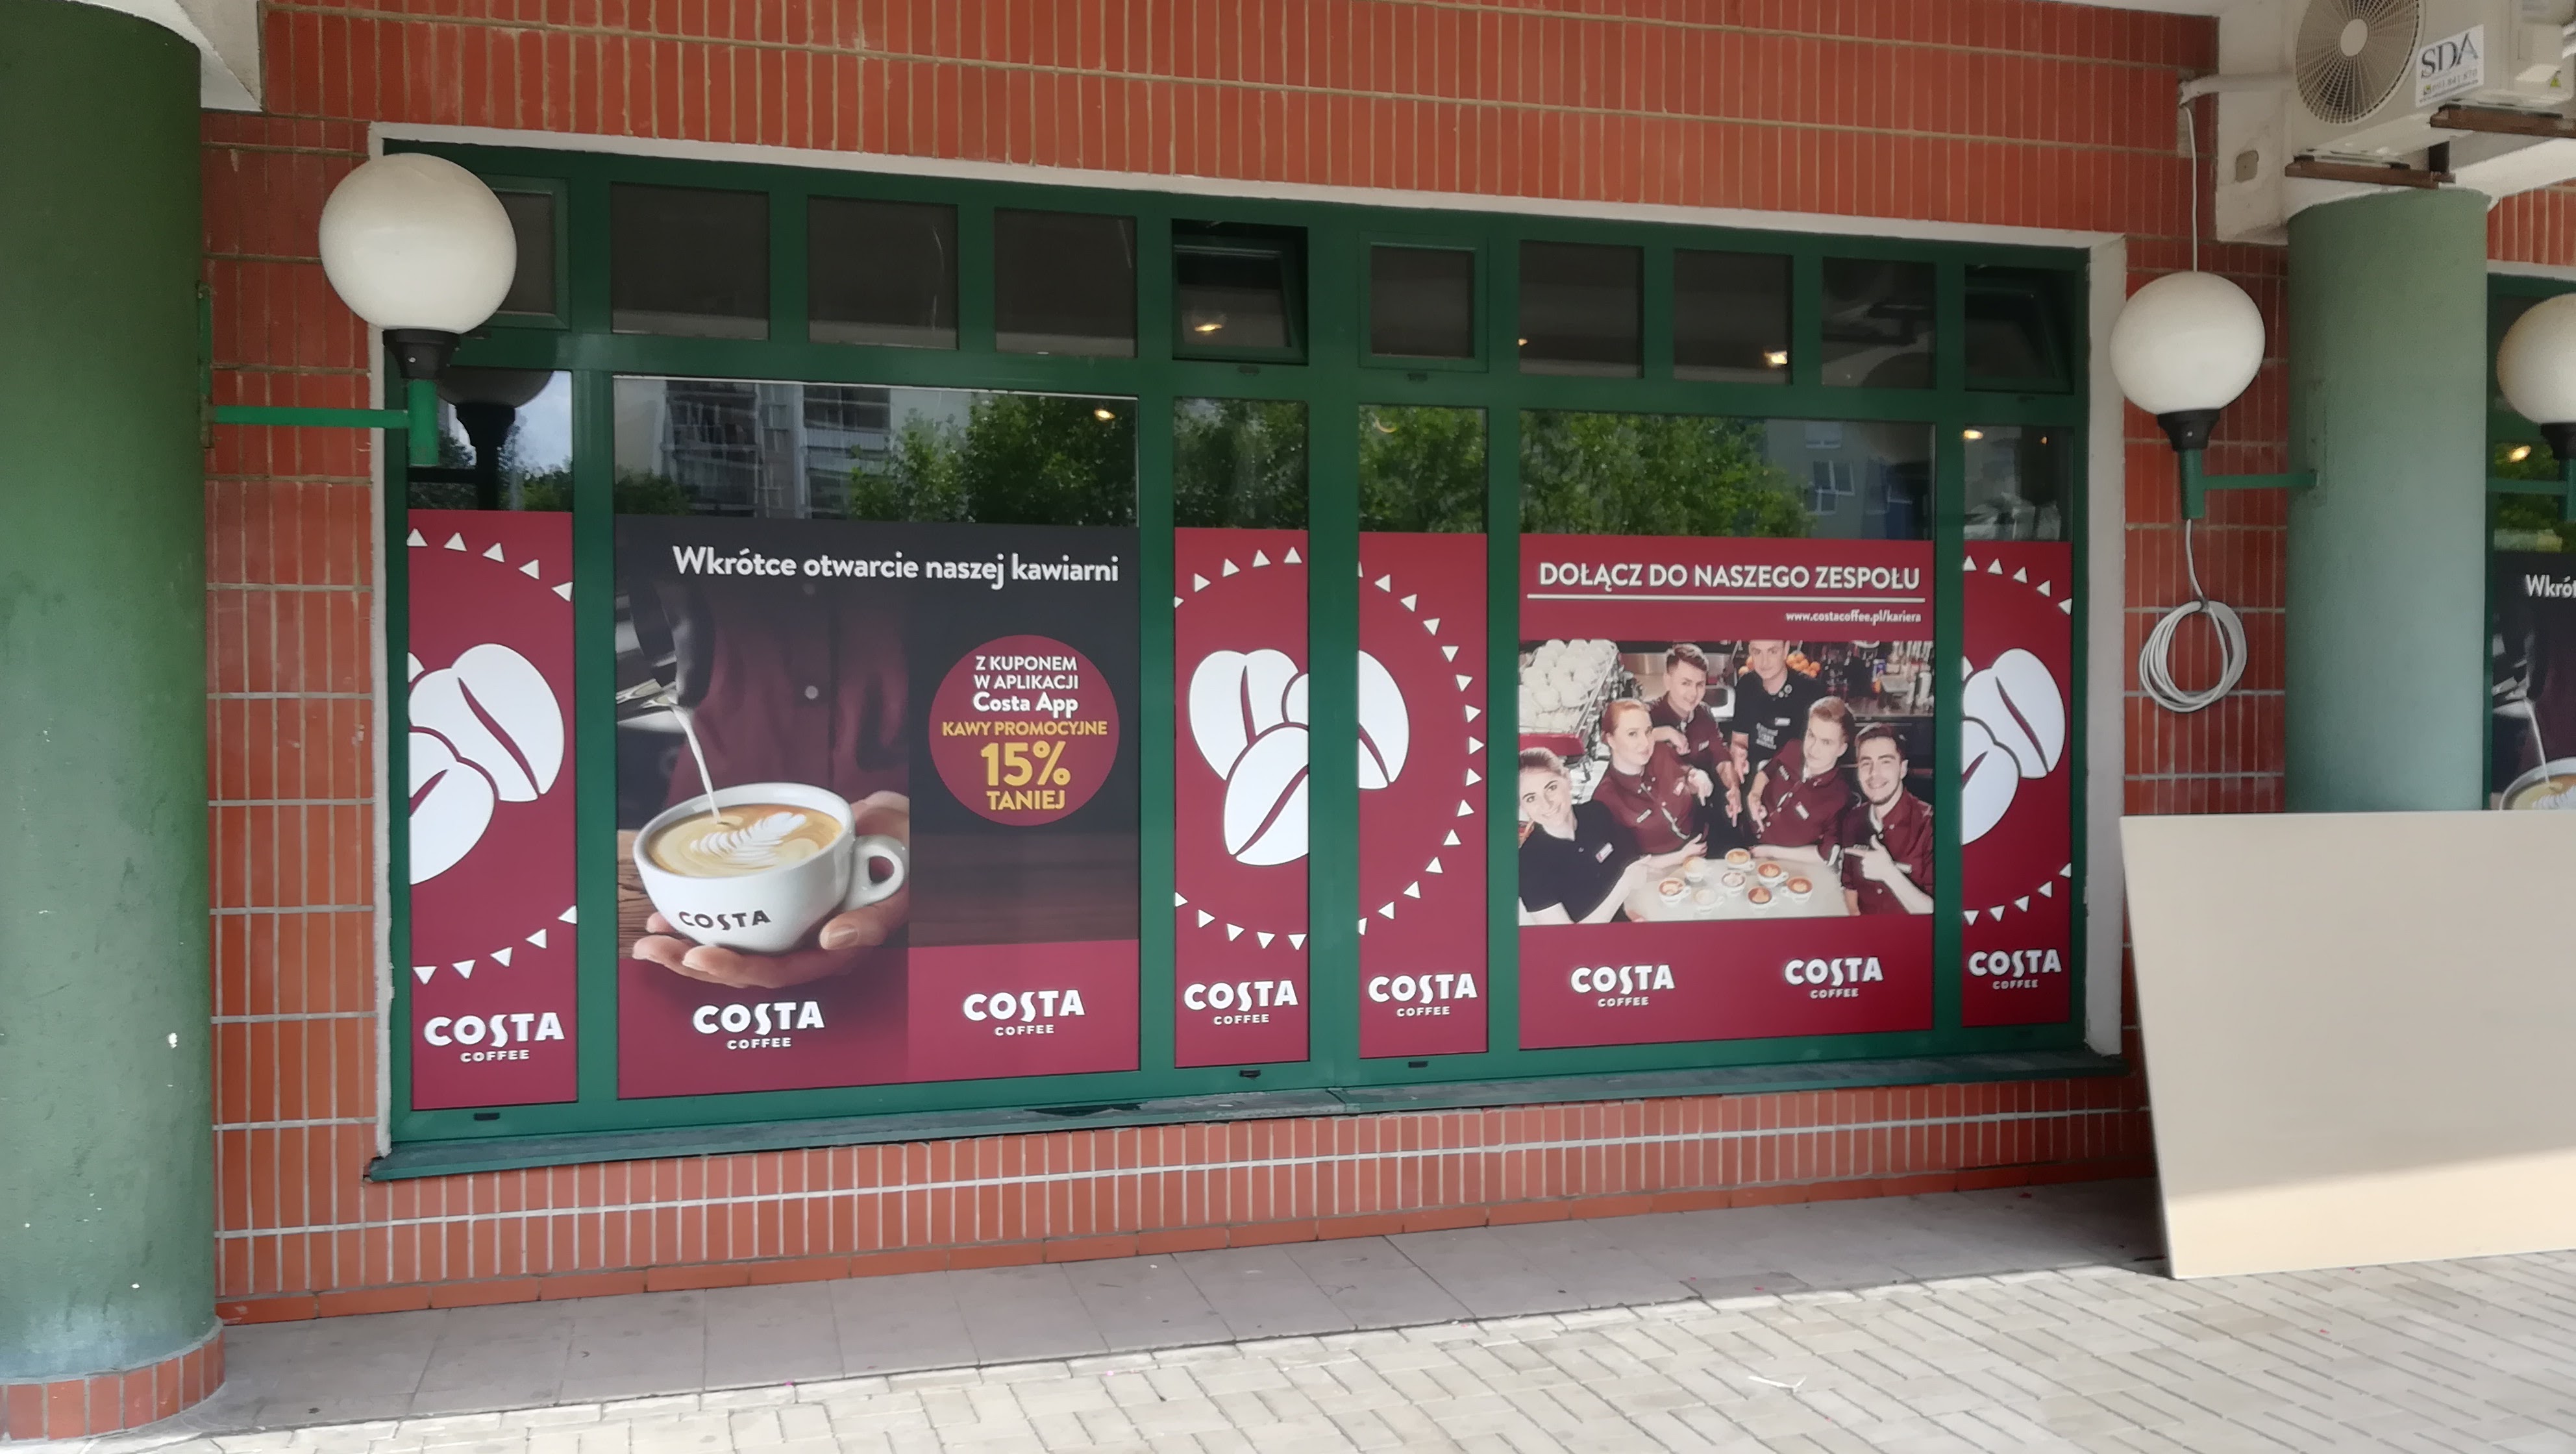 SDA
Wkrótce otwarcie naszej kawiarni
Z KUPONEM
W APLIKACJI
Costa App
KAWY PROMOCYJNE
15%
TANIEJ
COSTA
COSTA
COFFEE
COSTA
COFFEE
COSTA
COFFEE
COSTA
COFFEE
COSTA
COFFEE
DOŁĄCZ DO NASZEGO ZESPOŁU
www.costacoffee.pl/kariera
COSTA
COFFEE
COSTA
COFFEE
COSTA
COFFEE